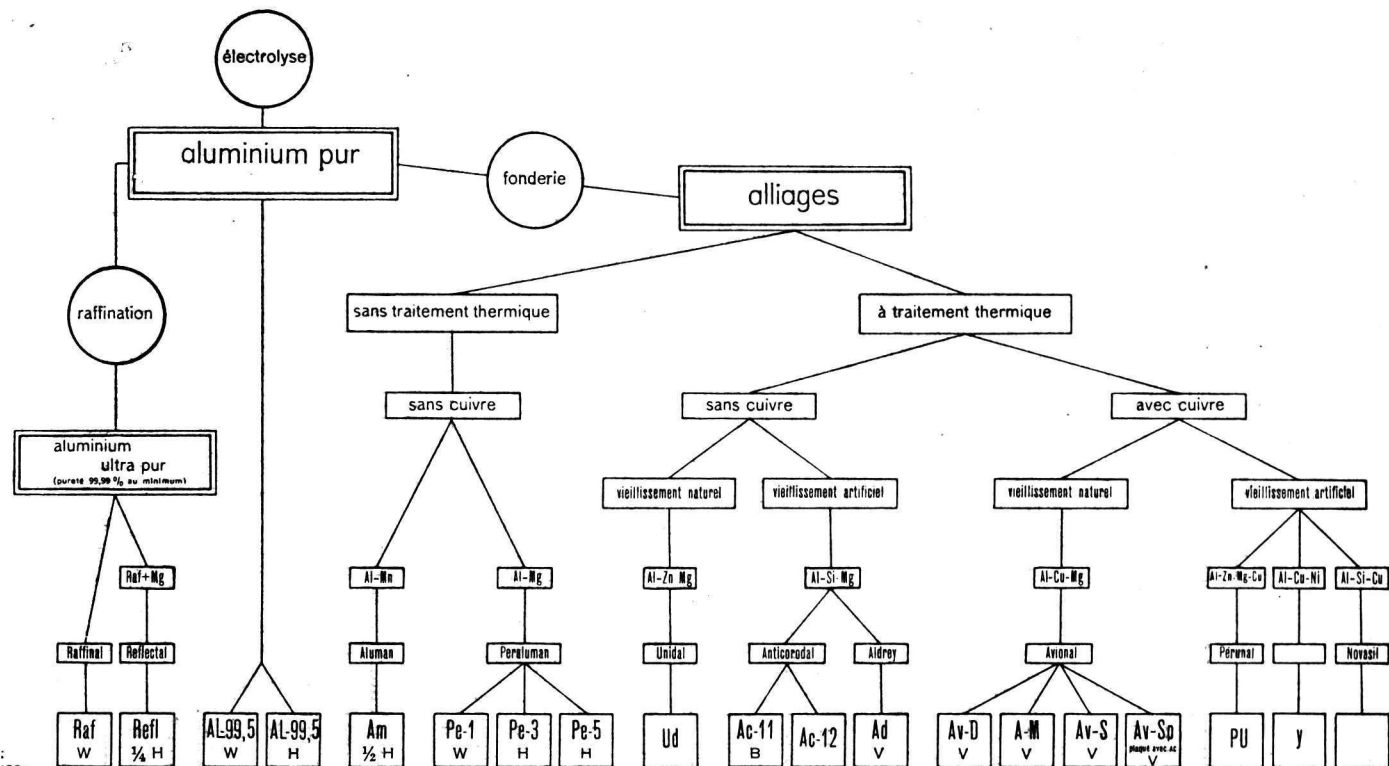 électrolyse
aluminium pur
fonderie
alliages
raffination
sans traitement thermique
à traitement thermique
sans cuivre
sans cuivre
avec cuivre
aluminium
ultra pur
(pureté 99,99 % au minimum)
vieillissement naturel
vieillissement artificiel
vieillissement naturel
vieillissement artificiel
Raf+Mg
Al-Mn
Al-Mg
Al-Zn Mg
Al-Si-Mg
Al-Cu-Mg
Al-Zn-Mg-Cu
Al-Cu-Ni
Al-Si-Cu
Raffinal
Reflectal
Aluman
Peraluman
Unidal
Anticorodal
Aldrey
Avional
Perunal
Novasil
Raf
W
Refl
¼ H
AL-99,5
W
AL-99,5
H
Am
½ H
Pe-1
W
Pe-3
H
Pe-5
H
Ud
Ac-11
B
Ac-12
Ad
V
Av-D
V
A-M
V
Av-S
V
Av-Sp
plaqué avec AC
V
PU
y